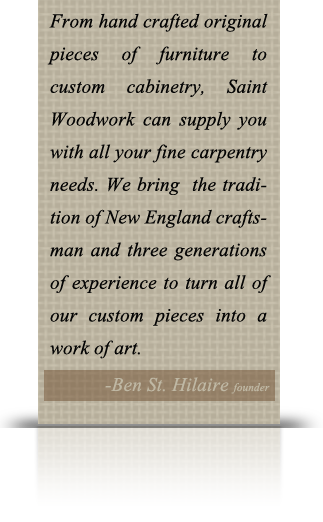 From hand crafted original
pieces of furniture to
custom cabinetry, Saint
Woodwork can supply you
with all your fine carpentry
needs. We bring the tradi-
tion of New England crafts-
man and three generations
of experience to turn all of
our custom pieces into a
work of art.
-Ben St. Hilaire founder